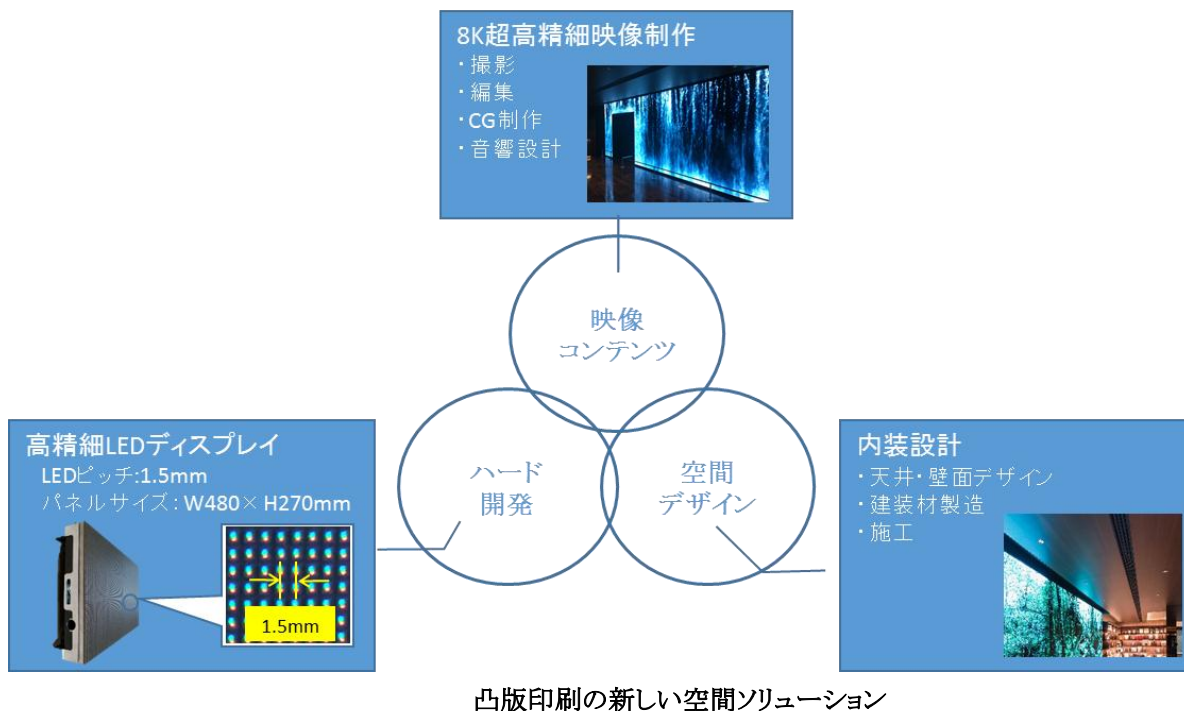 8K超高精細映像制作
・撮影
・編集
・CG制作
・音響設計
映像
コンテンツ
高精細LEDディスプレイ
LEDピッチ:1.5mm
パネルサイズ：W480×H270mm
1.5mm
ハード
開発
空間
デザイン
内装設計
・天井・壁面デザイン
・建装材製造
・施工
凸版印刷の新しい空間ソリューション